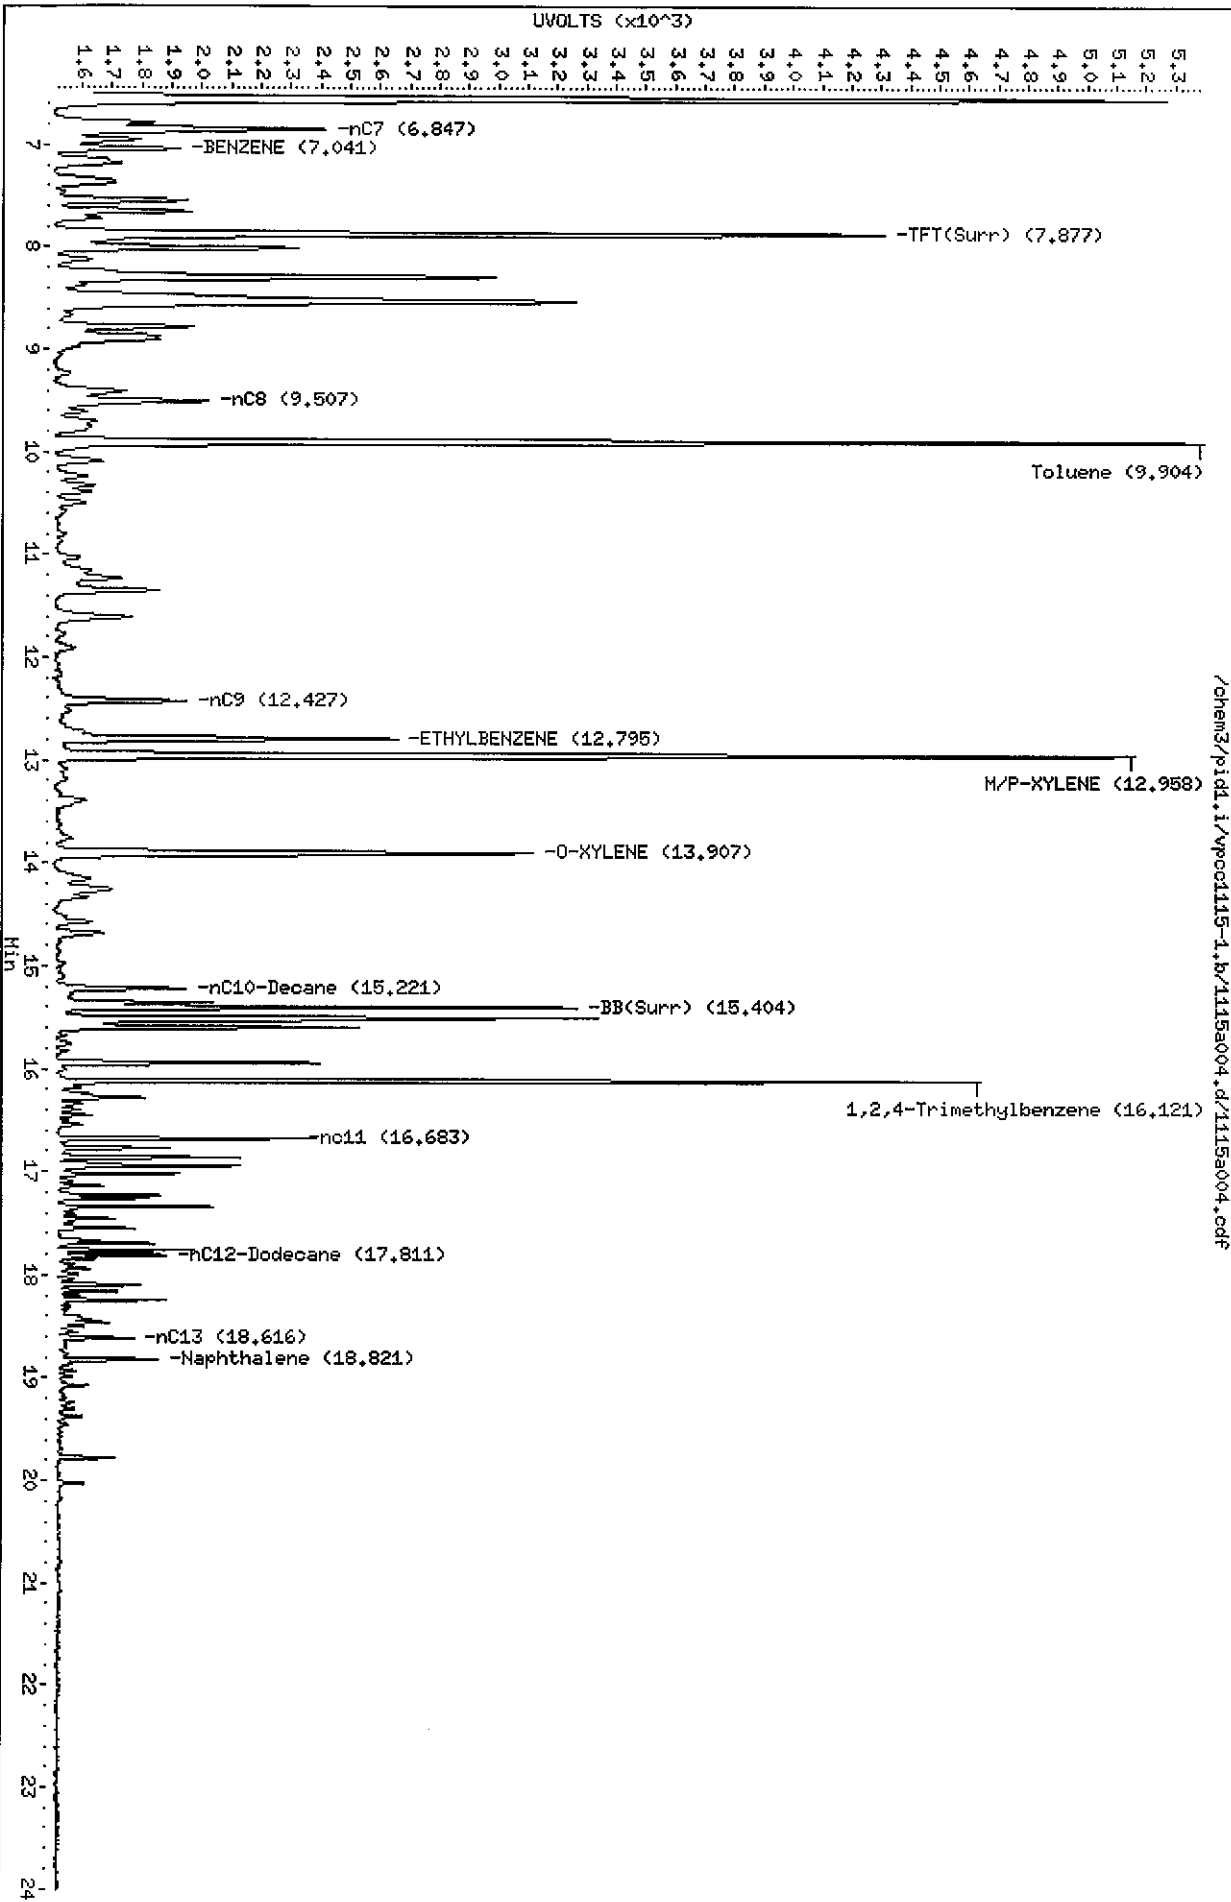 UVOLTS (x10^3)
1.6
1.7
1.8
1.9
2.0
2.1
2.2
2.3
2.4
2.5
2.6
2.7
2.8
2.9
3.0
3.1
3.2
3.3
3.4
3.5
3.6
3.7
3.8
3.9
4.0
4.1
4.2
4.3
4.4
4.5
4.6
4.7
4.8
4.9
5.0
5.1
5.2
5.3
-nC7 (6.847)
-BENZENE (7.041)
-TFT(Surr) (7.877)
-nC8 (9.507)
Toluene (9.904)
-nC9 (12.427)
-ETHYLBENZENE (12.795)
M/P-XYLENE (12.958)
-O-XYLENE (13.907)
-nC10-Decane (15.221)
-BB(Surr) (15.404)
1,2,4-Trimethylbenzene (16.121)
-nc11 (16.683)
-nC12-Dodecane (17.811)
-nC13 (18.616)
-Naphthalene (18.821)
7
8
9
10
11
12
13
14
15
16
17
18
19
20
21
22
23
24
Min
/chem3/pid1.i/vpcc1115-1.b/1115a004.d/1115a004.cdf